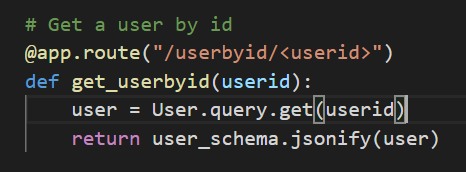 # Get a user by id
@app.route("/userbyid/<userid>")
def get_userbyid(userid):
    user = User.query.get(userid)
    return user_schema.jsonify(user)